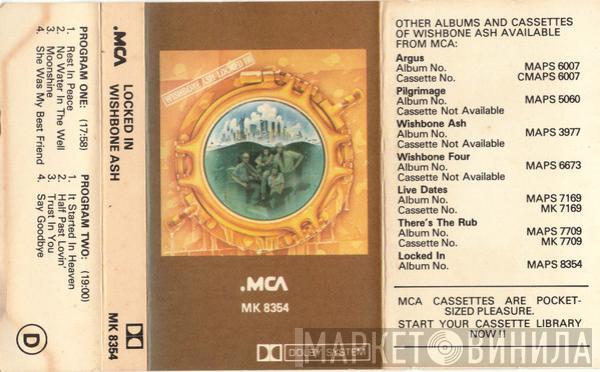 PROGRAM ONE: (17:58)
1. Rest In Peace
2. No Water In The Well
3. Moonshine
4. She Was My Best Friend
PROGRAM TWO: (19:00)
1. It Started In Heaven
2. Half Past Lovin'
3. Trust In You
4. Say Goodbye
D
.MCA
LOCKED IN
WISHBONE ASH
MK 8354
WISHBONE ASH LOCKED IN
.MCA
MK 8354
DOLBY SYSTEM
OTHER ALBUMS AND CASSETTES
OF WISHBONE ASH AVAILABLE
FROM MCA:
Argus
Album No. MAPS 6007
Cassette No. CMAPS 6007
Pilgrimage
Album No. MAPS 5060
Cassette Not Available
Wishbone Ash
Album No. MAPS 3977
Cassette Not Available
Wishbone Four
Album No. MAPS 6673
Cassette Not Available
Live Dates
Album No. MAPS 7169
Cassette No. MK 7169
There's The Rub
Album No. MAPS 7709
Cassette No. MK 7709
Locked In
Album No. MAPS 8354
MCA CASSETTES ARE POCKET-
SIZED PLEASURE.
START YOUR CASSETTE LIBRARY
NOW !!
МАРКЕТ ВИНИЛА